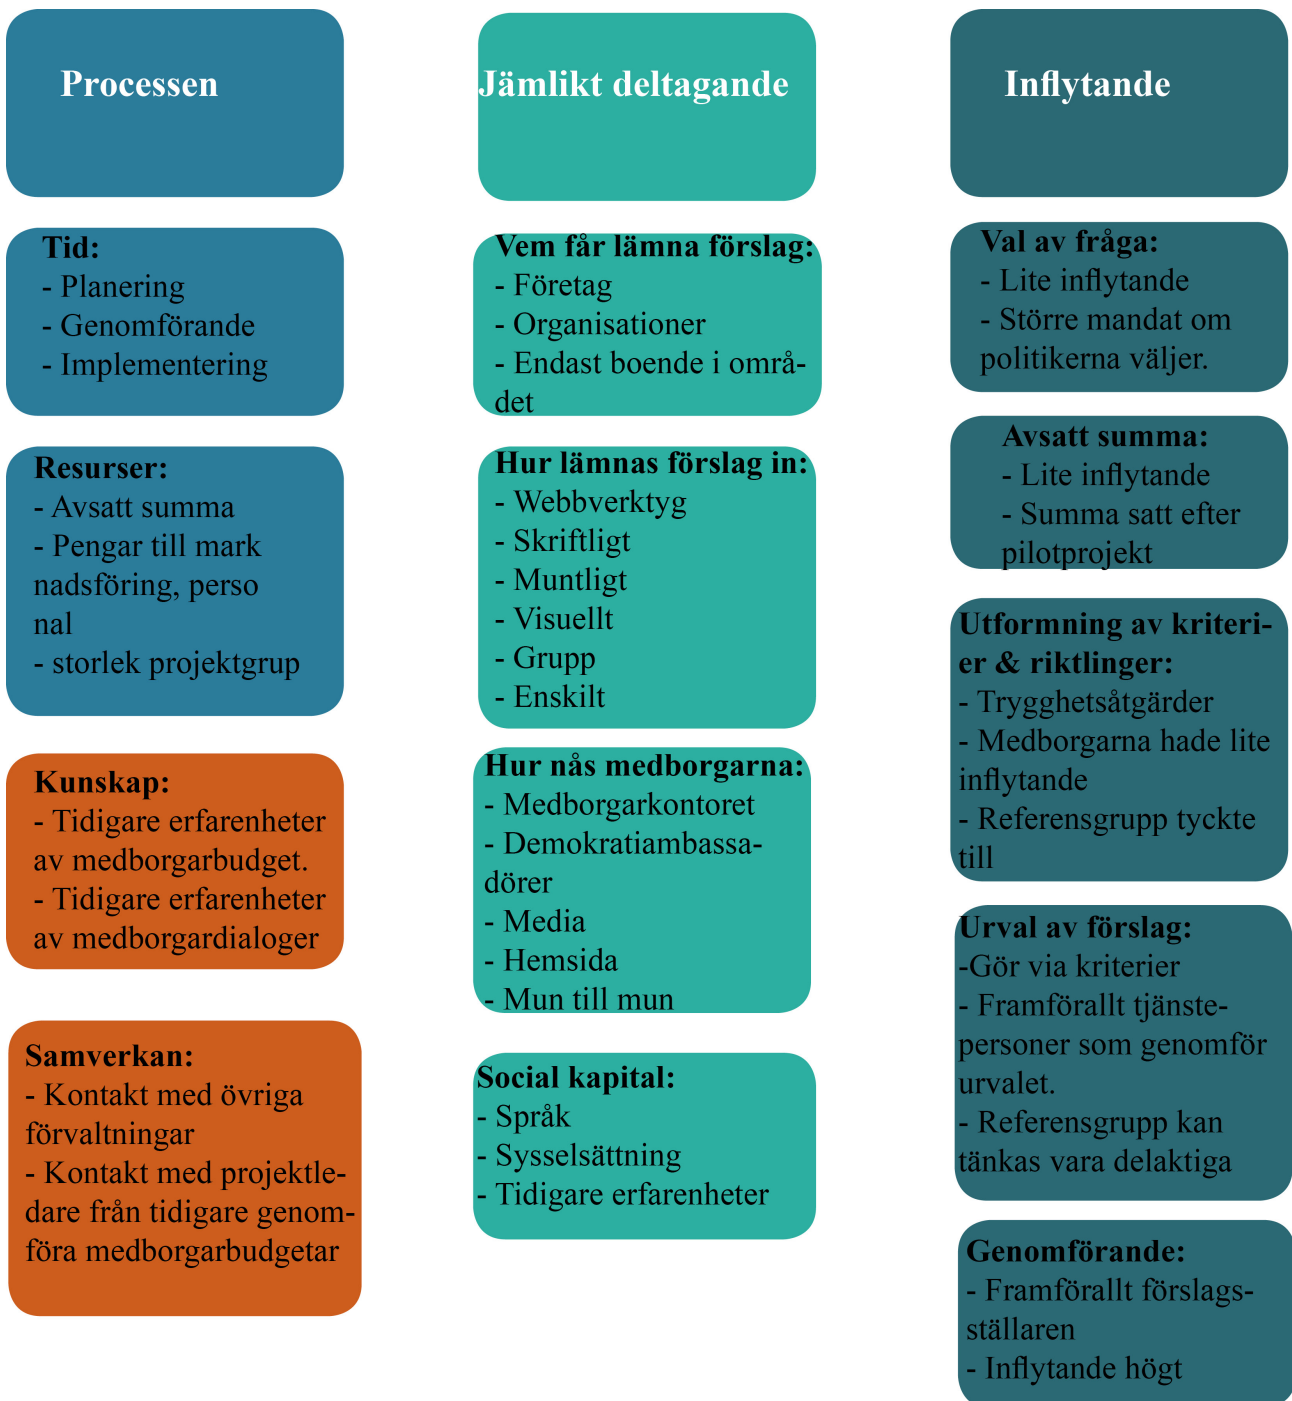 Processen
Tid:
- Planering
- Genomförande
- Implementering
Resurser:
- Avsatt summa
- Pengar till mark
nadsföring, perso
nal
- storlek projektgrup
Kunskap:
- Tidigare erfarenheter
av medborgarbudget.
- Tidigare erfarenheter
av medborgardialoger
Samverkan:
- Kontakt med övriga
förvaltningar
- Kontakt med projektle-
dare från tidigare genom-
föra medborgarbudgetar
Jämlikt deltagande
Vem får lämna förslag:
- Företag
- Organisationer
- Endast boende i områ-
det
Hur lämnas förslag in:
- Webbverktyg
- Skriftligt
- Muntligt
- Visuellt
- Grupp
- Enskilt
Hur nås medborgarna:
- Medborgarkontoret
- Demokratiambassa-
dörer
- Media
- Hemsida
- Mun till mun
Social kapital:
- Språk
- Sysselsättning
- Tidigare erfarenheter
Inflytande
Val av fråga:
- Lite inflytande
- Större mandat om
politikerna väljer.
Avsatt summa:
- Lite inflytande
- Summa satt efter
pilotprojekt
Utformning av kriteri-
er & riktlinger:
- Trygghetsåtgärder
- Medborgarna hade lite
inflytande
- Referensgrupp tyckte
till
Urval av förslag:
-Gör via kriterier
- Framförallt tjänste-
personer som genomför
urvalet.
- Referensgrupp kan
tänkas vara delaktiga
Genomförande:
- Framförallt förslags-
ställaren
- Inflytande högt